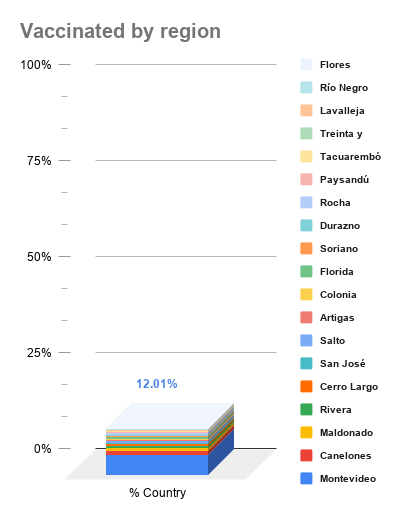 Vaccinated by region
100%
75%
50%
25%
0%
12.01%
% Country
Flores
Río Negro
Lavalleja
Treinta y
Tacuarembó
Paysandú
Rocha
Durazno
Soriano
Florida
Colonia
Artigas
Salto
San José
Cerro Largo
Rivera
Maldonado
Canelones
Montevideo